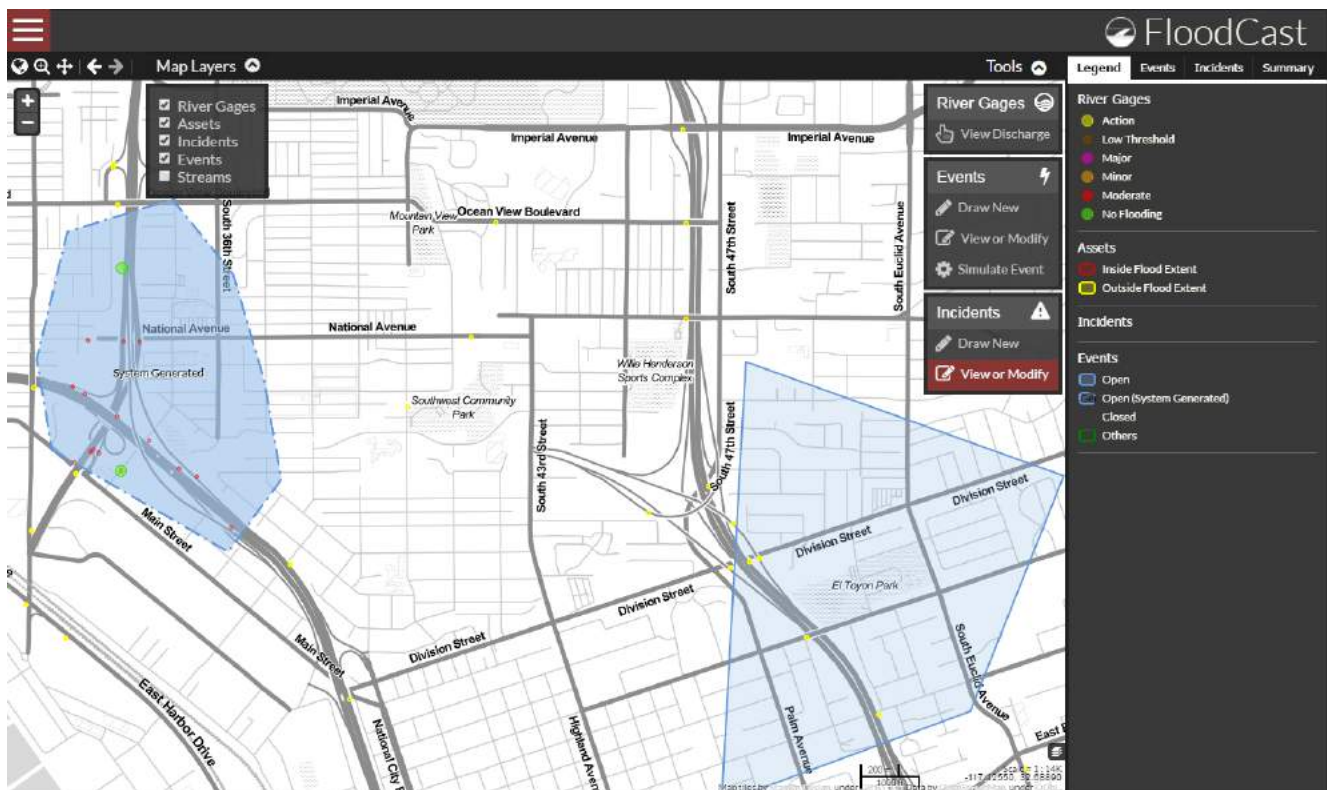 FloodCast
Map Layers
Tools
Legend
Events
Incidents
Summary
+
−
River Gages
Assets
Incidents
Events
Streams
River Gages
View Discharge
Events
Draw New
View or Modify
Simulate Event
Incidents
Draw New
View or Modify
River Gages
Action
Low Threshold
Major
Minor
Moderate
No Flooding
Assets
Inside Flood Extent
Outside Flood Extent
Incidents
Events
Open
Open (System Generated)
Closed
Others
Imperial Avenue
Imperial Avenue
Imperial Avenue
Mountain View
Park
Ocean View Boulevard
South 36th Street
South 47th Street
South Euclid Avenue
National Avenue
National Avenue
System Generated
Willie Henderson
Sports Complex
Southwest Community
Park
South 43rd Street
South 47th Street
Division Street
Division Street
El Toyon Park
Main Street
Main Street
Division Street
Division Street
South Euclid Avenue
East Harbor Drive
National City
Highland Aven
Palm Avenue
East